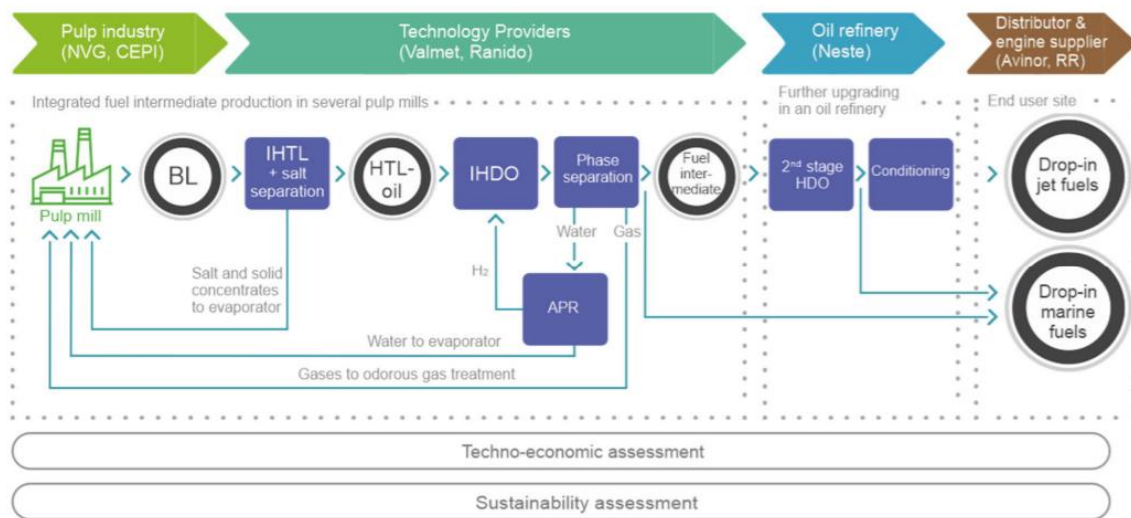 Pulp industry
(NVG, CEPI)
Technology Providers
(Valmet, Ranido)
Oil refinery
(Neste)
Distributor
& engine supplier
(Avinor, RR)
Integrated fuel intermediate production in several pulp mills
Further upgrading
in an oil refinery
End user site
Pulp mill
BL
IHTL
+ salt
separation
HTL-
oil
IHDO
Phase
separation
Fuel
inter-
mediate
2nd stage
HDO
Conditioning
Drop-in
jet fuels
Water
Gas
H₂
Salt and solid
concentrates
to evaporator
APR
Drop-in
marine
fuels
Water to evaporator
Gases to odorous gas treatment
Techno-economic assessment
Sustainability assessment